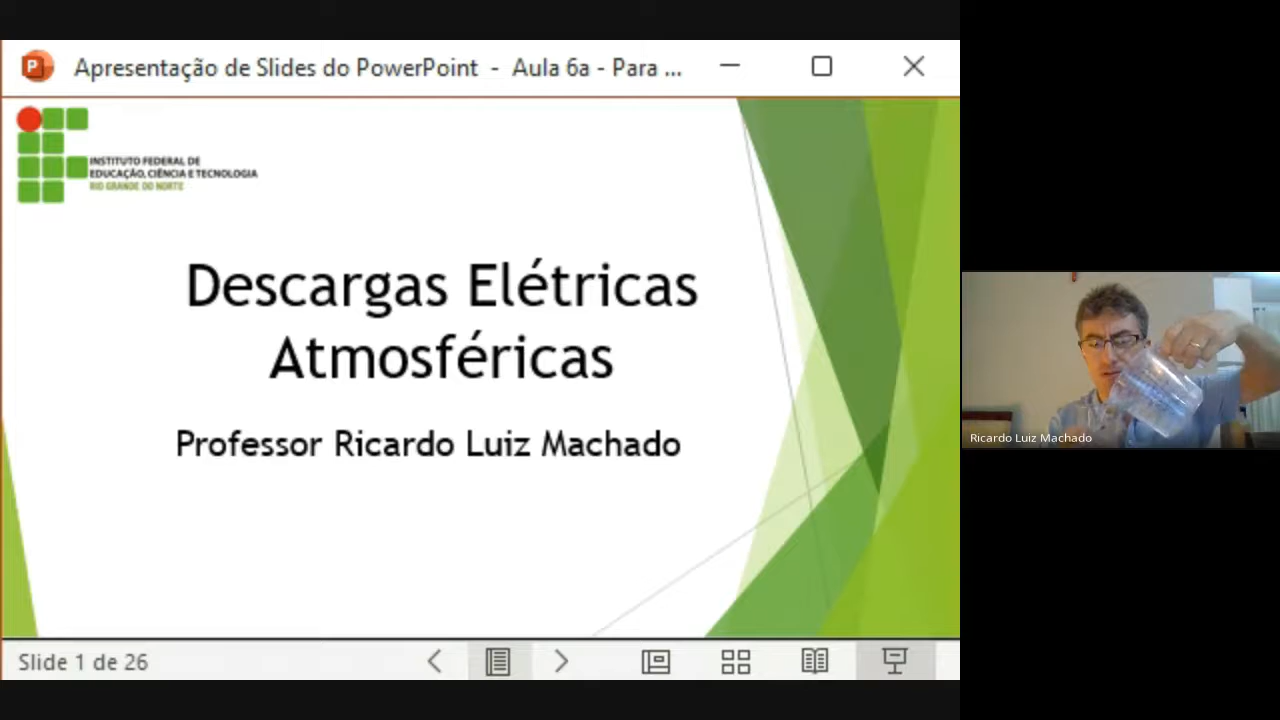 Apresentação de Slides do PowerPoint - Aula 6a - Para ...
INSTITUTO FEDERAL DE
EDUCAÇÃO, CIÊNCIA E TECNOLOGIA
RIO GRANDE DO NORTE
Descargas Elétricas
Atmosféricas
Professor Ricardo Luiz Machado
Ricardo Luiz Machado
Slide 1 de 26